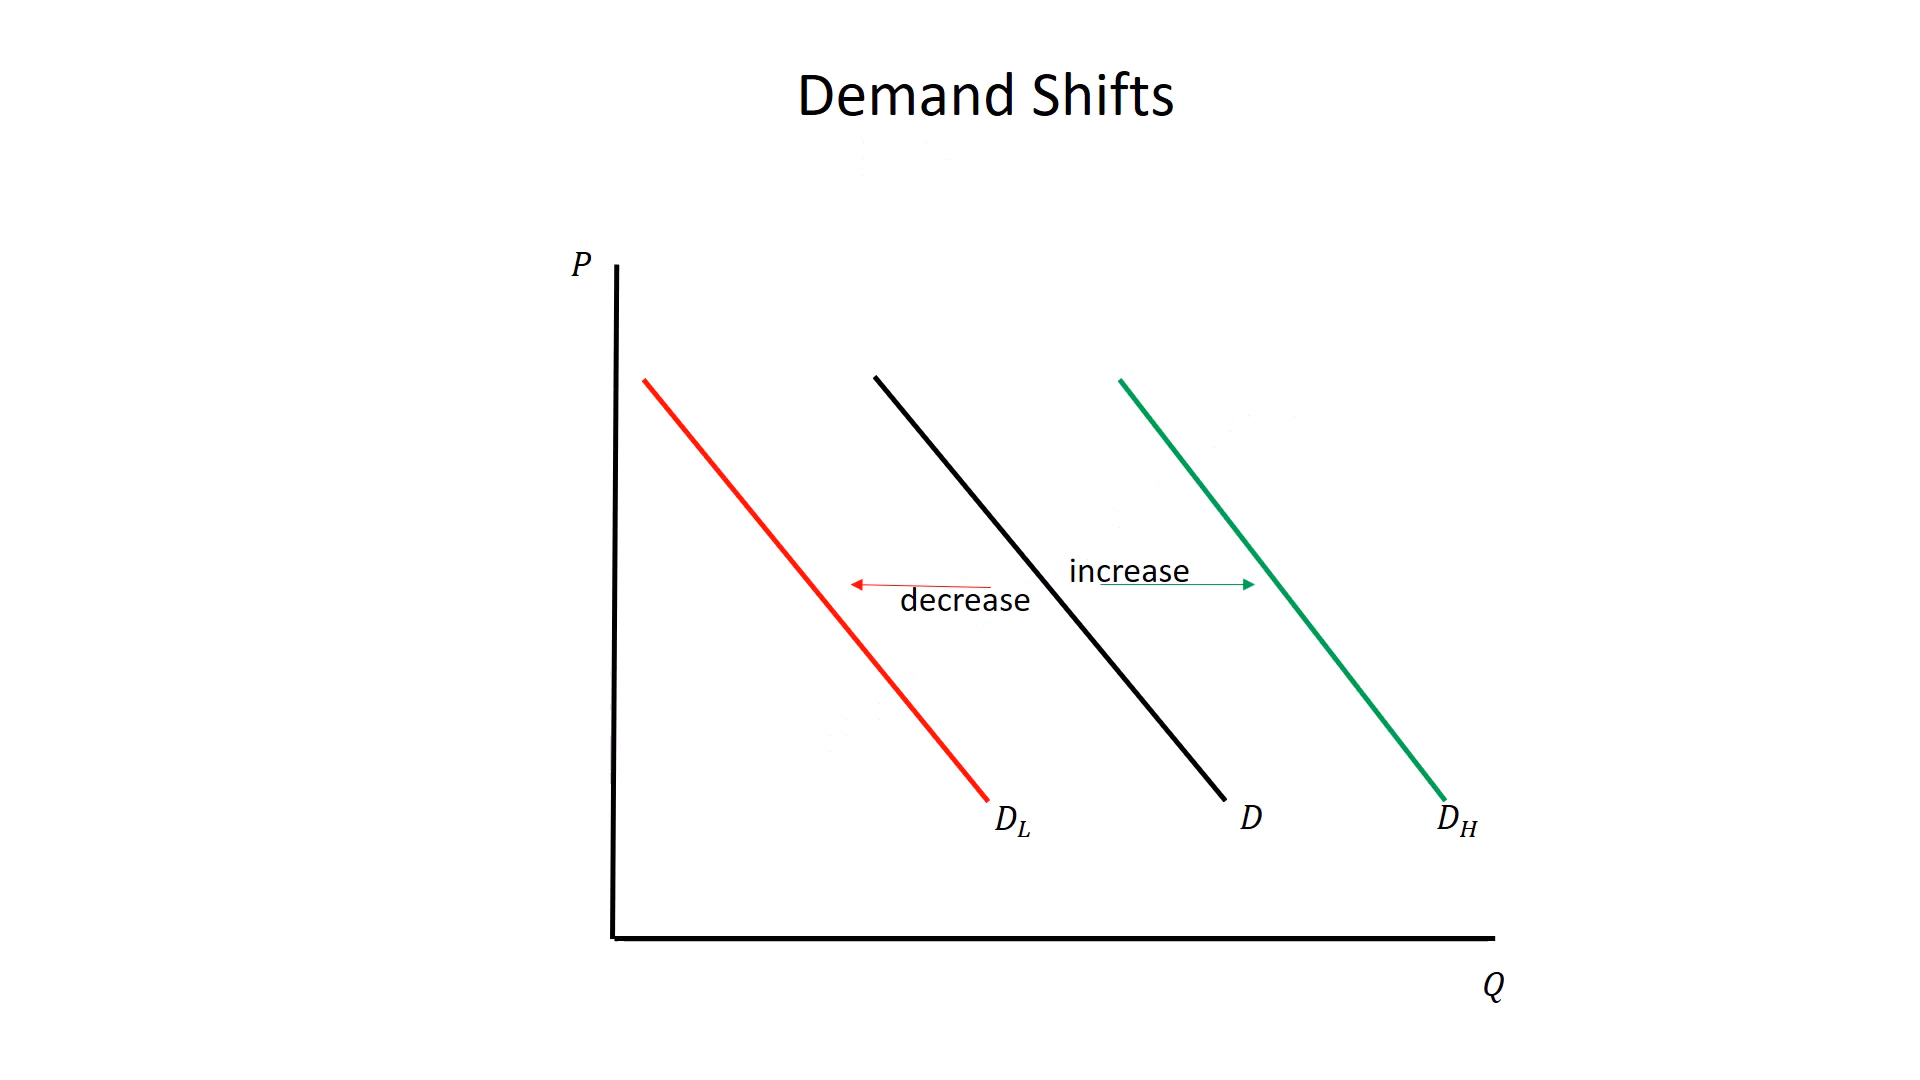 Demand Shifts
P
increase
decrease
D_L
D
D_H
Q